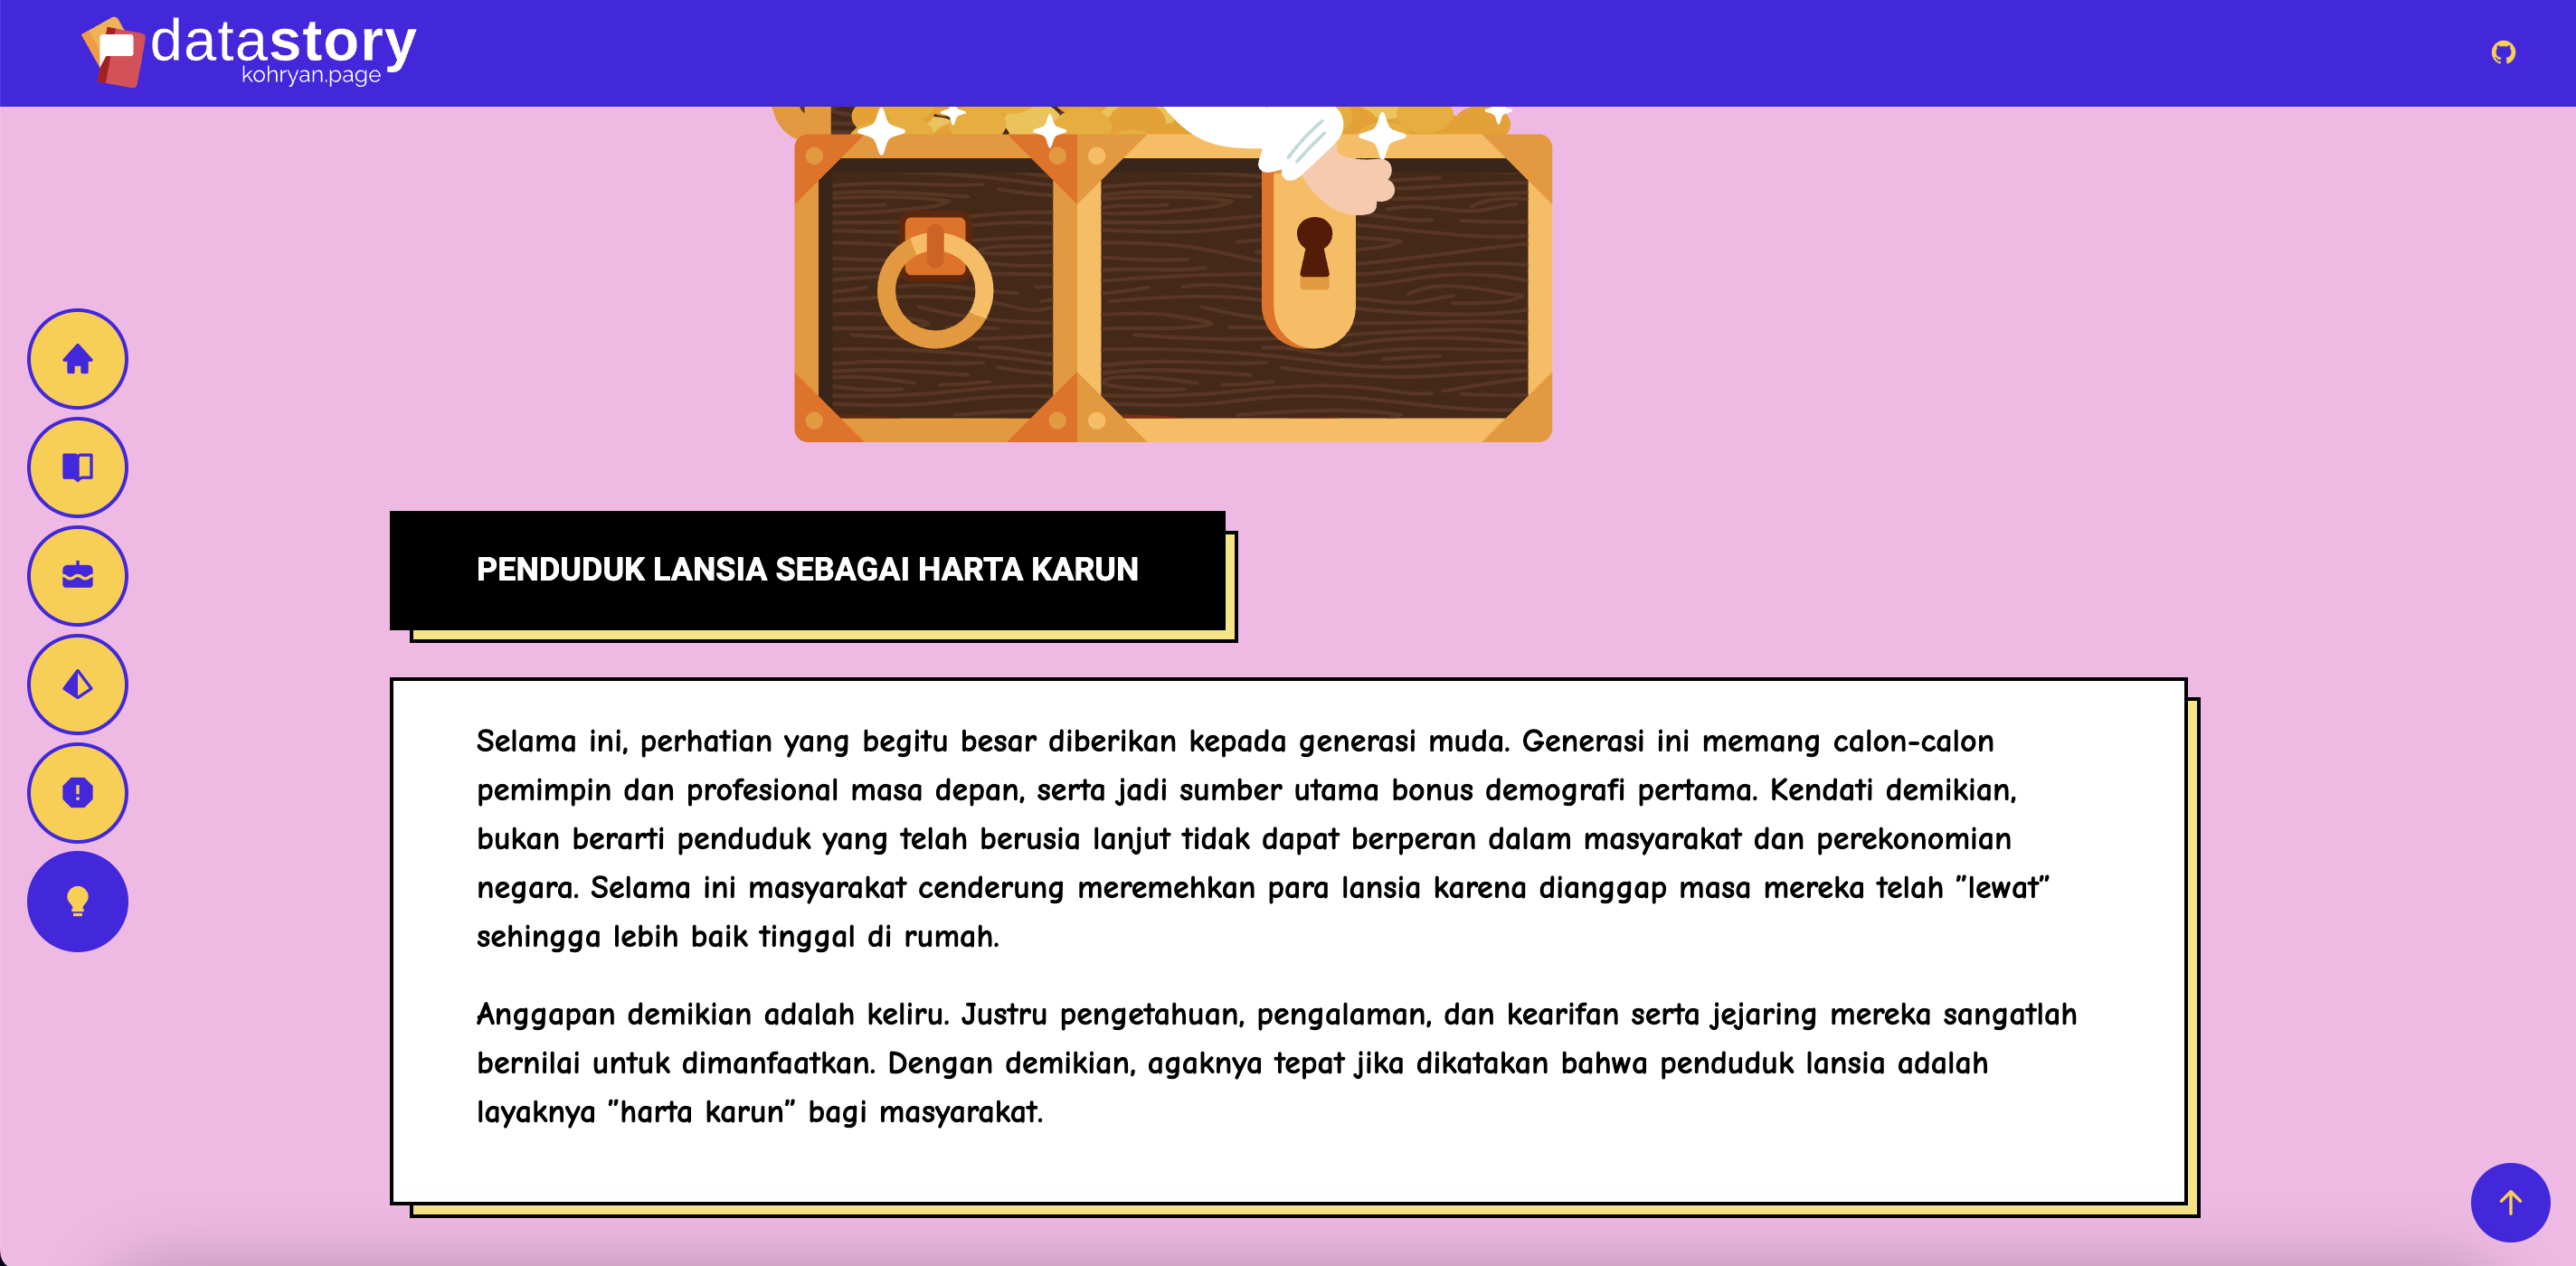 datastory
kohryan.page
PENDUDUK LANSIA SEBAGAI HARTA KARUN
Selama ini, perhatian yang begitu besar diberikan kepada generasi muda. Generasi ini memang calon-calon
pemimpin dan profesional masa depan, serta jadi sumber utama bonus demografi pertama. Kendati demikian,
bukan berarti penduduk yang telah berusia lanjut tidak dapat berperan dalam masyarakat dan perekonomian
negara. Selama ini masyarakat cenderung meremehkan para lansia karena dianggap masa mereka telah "lewat"
sehingga lebih baik tinggal di rumah.
Anggapan demikian adalah keliru. Justru pengetahuan, pengalaman, dan kearifan serta jejaring mereka sangatlah
bernilai untuk dimanfaatkan. Dengan demikian, agaknya tepat jika dikatakan bahwa penduduk lansia adalah
layaknya "harta karun" bagi masyarakat.